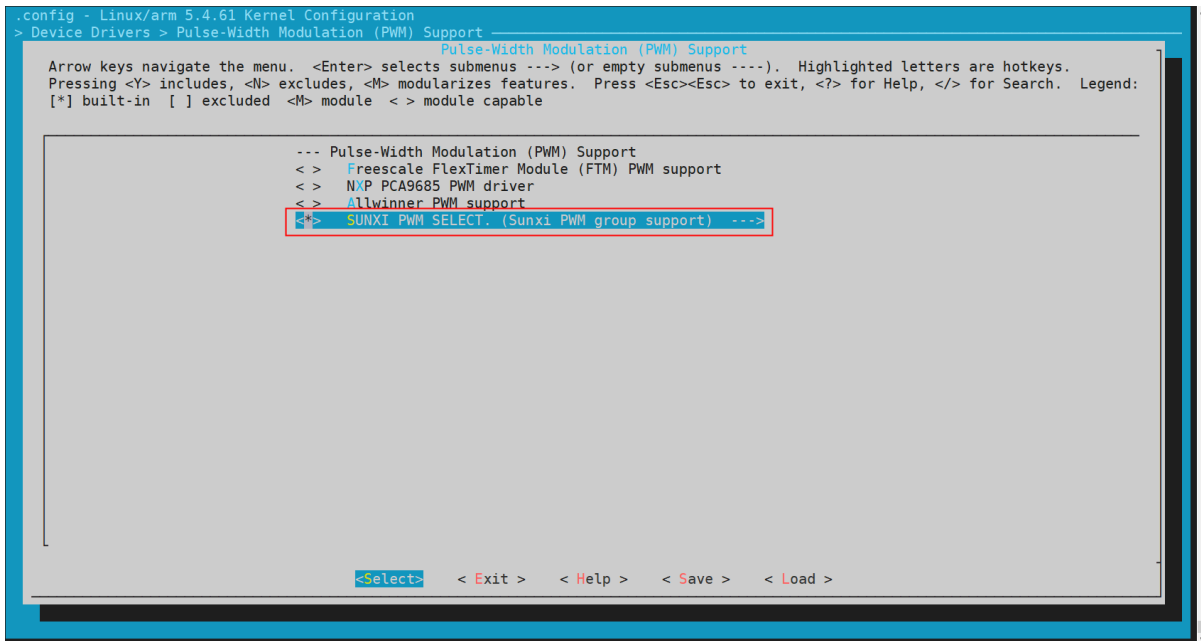 .config - Linux/arm 5.4.61 Kernel Configuration
> Device Drivers > Pulse-Width Modulation (PWM) Support
Pulse-Width Modulation (PWM) Support
Arrow keys navigate the menu.  <Enter> selects submenus ---> (or empty submenus ----).  Highlighted letters are hotkeys.
Pressing <Y> includes, <N> excludes, <M> modularizes features.  Press <Esc><Esc> to exit, <?> for Help, </> for Search.  Legend:
[*] built-in  [ ] excluded  <M> module  < > module capable
--- Pulse-Width Modulation (PWM) Support
< >   Freescale FlexTimer Module (FTM) PWM support
< >   NXP PCA9685 PWM driver
< >   Allwinner PWM support
<*>   SUNXI PWM SELECT. (Sunxi PWM group support)  --->
<Select>    < Exit >    < Help >    < Save >    < Load >